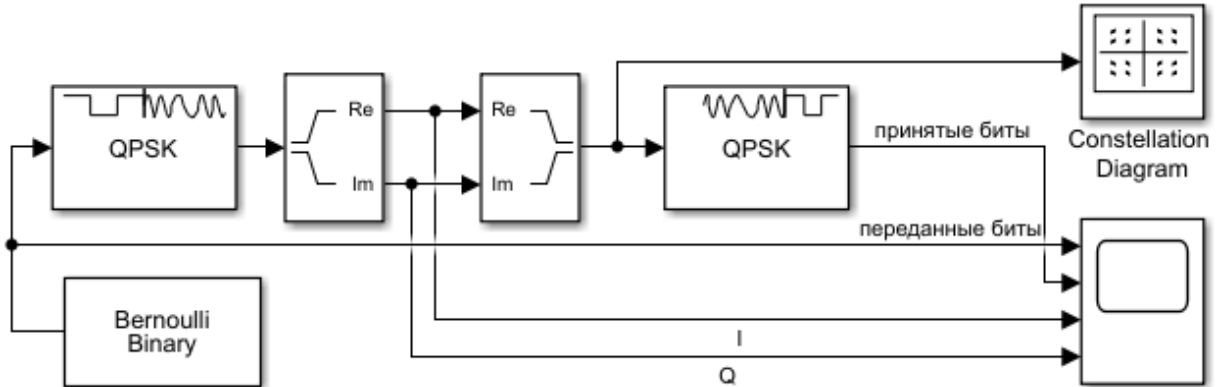 QPSK
Re
Im
Re
Im
QPSK
принятые биты
Constellation
Diagram
переданные биты
Bernoulli
Binary
I
Q